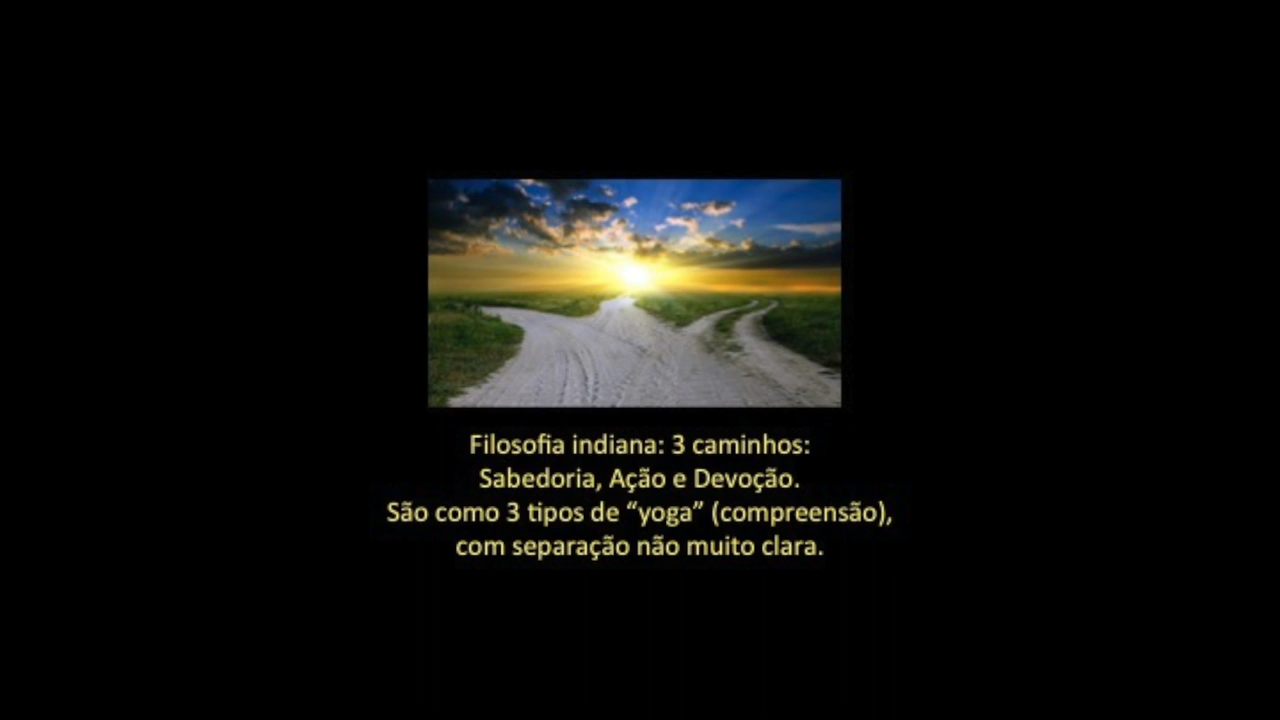 Filosofia indiana: 3 caminhos:
Sabedoria, Ação e Devoção.
São como 3 tipos de “yoga” (compreensão),
com separação não muito clara.